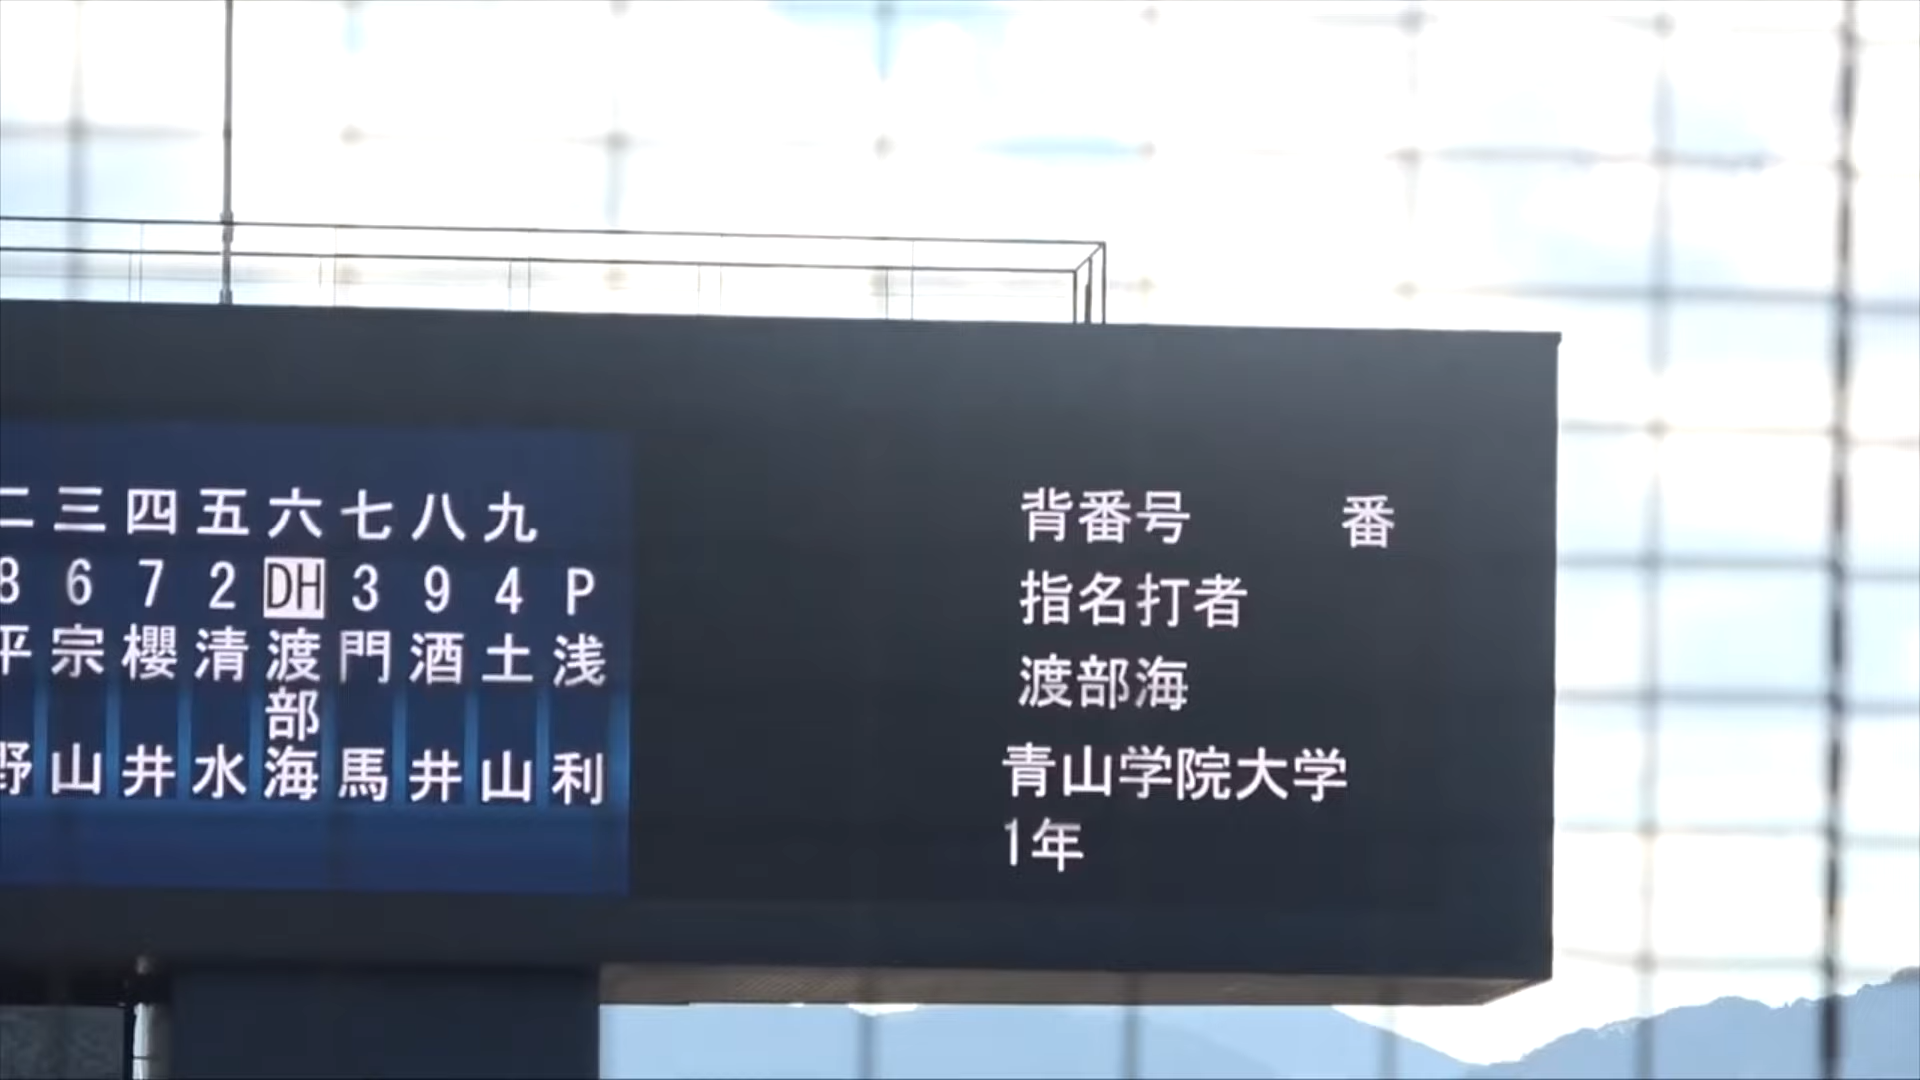 二 三 四 五 六 七 八 九
8 6 7 2 DH 3 9 4 P
平野
宗山
櫻井
清水
渡部海
門馬
酒井
土山
浅利
背番号 番
指名打者
渡部海
青山学院大学
1年